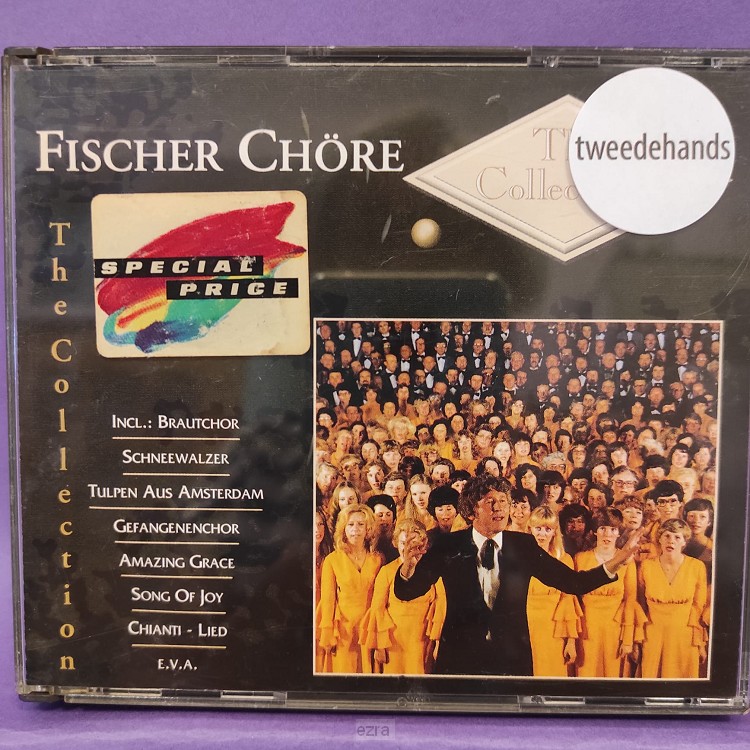 FISCHER CHÖRE
tweedehands
The Collection
SPECIAL
PRICE
INCL.: BRAUTCHOR
SCHNEEWALZER
TULPEN AUS AMSTERDAM
GEFANGENENCHOR
AMAZING GRACE
SONG OF JOY
CHIANTI - LIED
E.V.A.
ezra